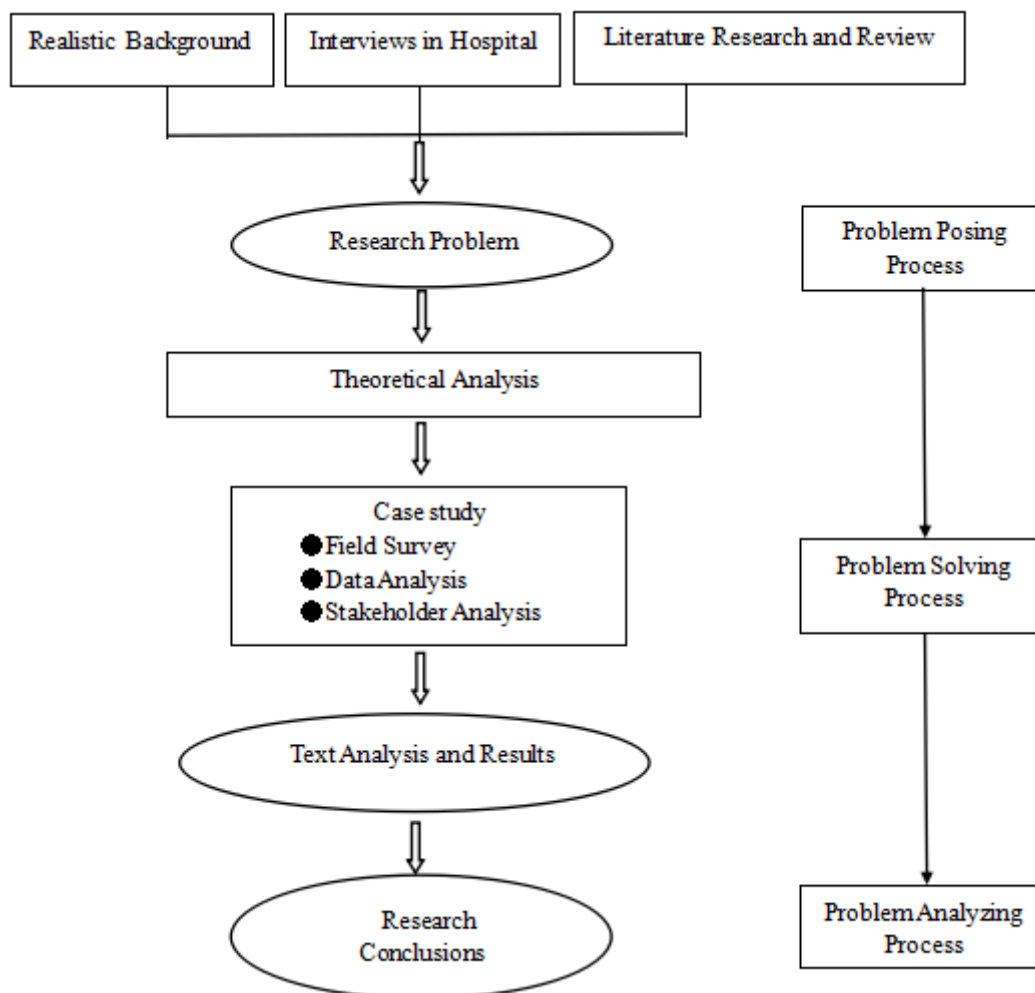 Realistic Background
Interviews in Hospital
Literature Research and Review
Research Problem
Problem Posing
Process
Theoretical Analysis
Case study
●Field Survey
●Data Analysis
●Stakeholder Analysis
Problem Solving
Process
Text Analysis and Results
Research
Conclusions
Problem Analyzing
Process